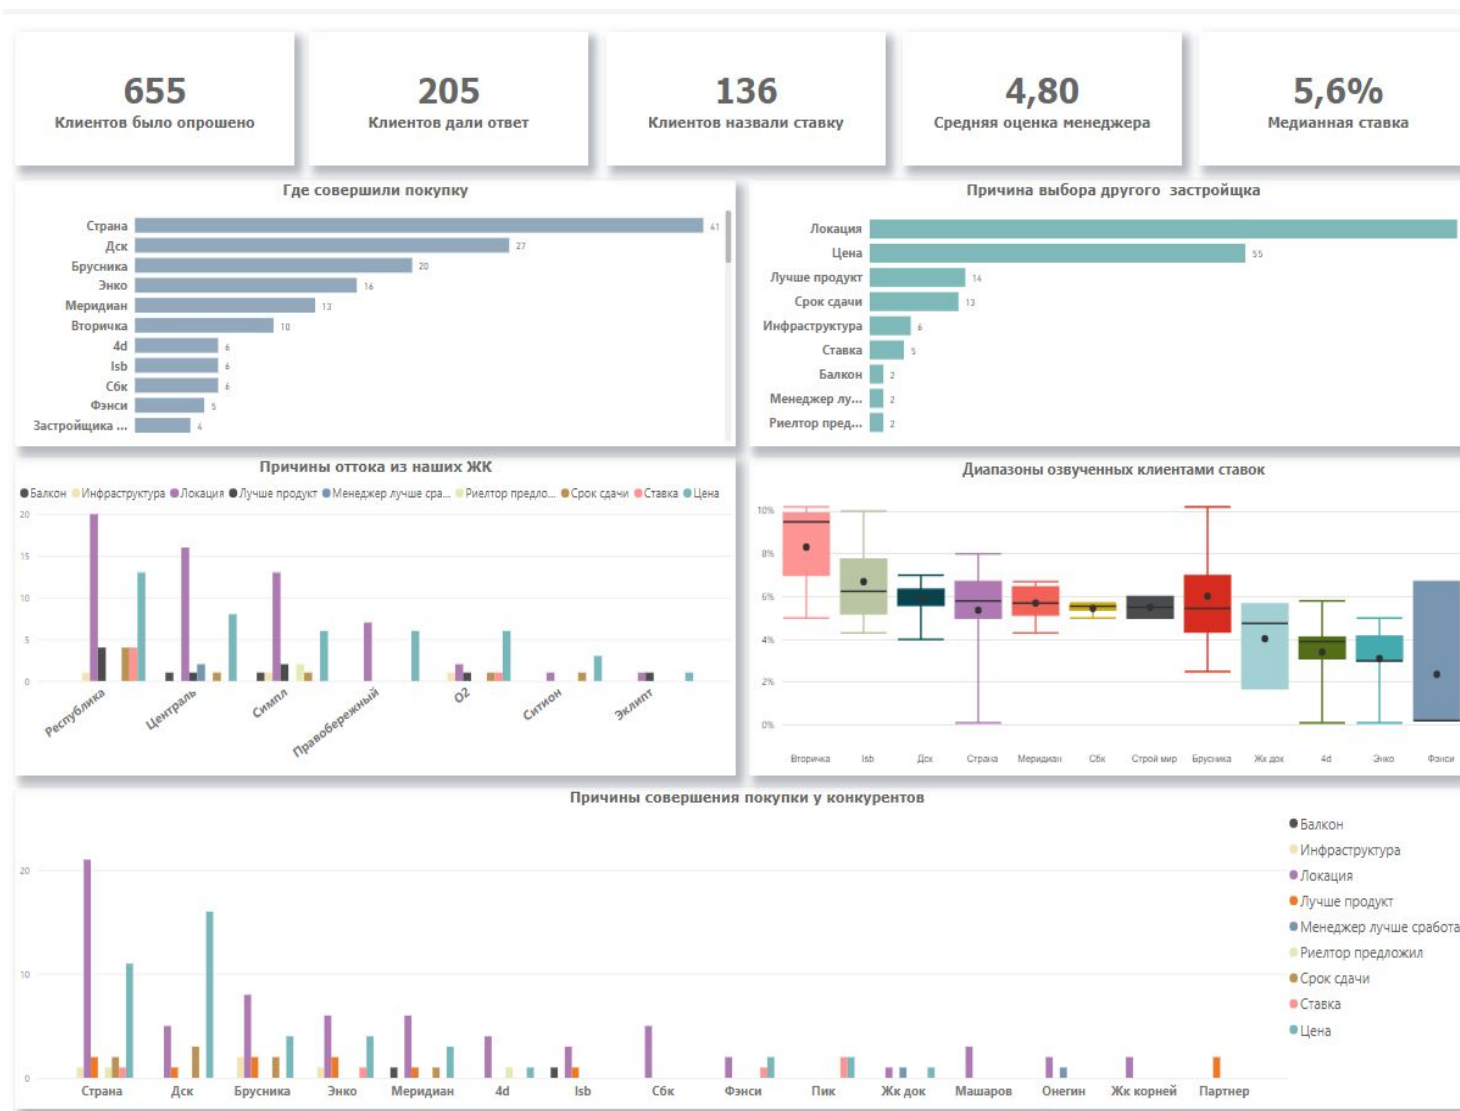 655
Клиентов было опрошено
205
Клиентов дали ответ
136
Клиентов назвали ставку
4,80
Средняя оценка менеджера
5,6%
Медианная ставка
Где совершили покупку
Страна 41
Дск 27
Брусника 20
Энко 16
Меридиан 13
Вторичка 10
4d 6
Isb 6
Сбк 6
Фэнси 5
Застройщика ... 4
Причина выбора другого застройщка
Локация
Цена 55
Лучше продукт 14
Срок сдачи 13
Инфраструктура 6
Ставка 5
Балкон 2
Менеджер лу... 2
Риелтор пред... 2
Причины оттока из наших ЖК
Балкон Инфраструктура Локация Лучше продукт Менеджер лучше сра... Риелтор предло... Срок сдачи Ставка Цена
20
15
10
5
0
Республика Централь Симпл Правобережный О2 Ситион Эклипт
Диапазоны озвученных клиентами ставок
10%
8%
6%
4%
2%
0%
Вторичка Isb Дск Страна Меридиан Сбк Строй мир Брусника Жк док 4d Энко Фэнси
Причины совершения покупки у конкурентов
20
10
0
Страна Дск Брусника Энко Меридиан 4d Isb Сбк Фэнси Пик Жк док Машаров Онегин Жк корней Партнер
Балкон
Инфраструктура
Локация
Лучше продукт
Менеджер лучше сработа
Риелтор предложил
Срок сдачи
Ставка
Цена